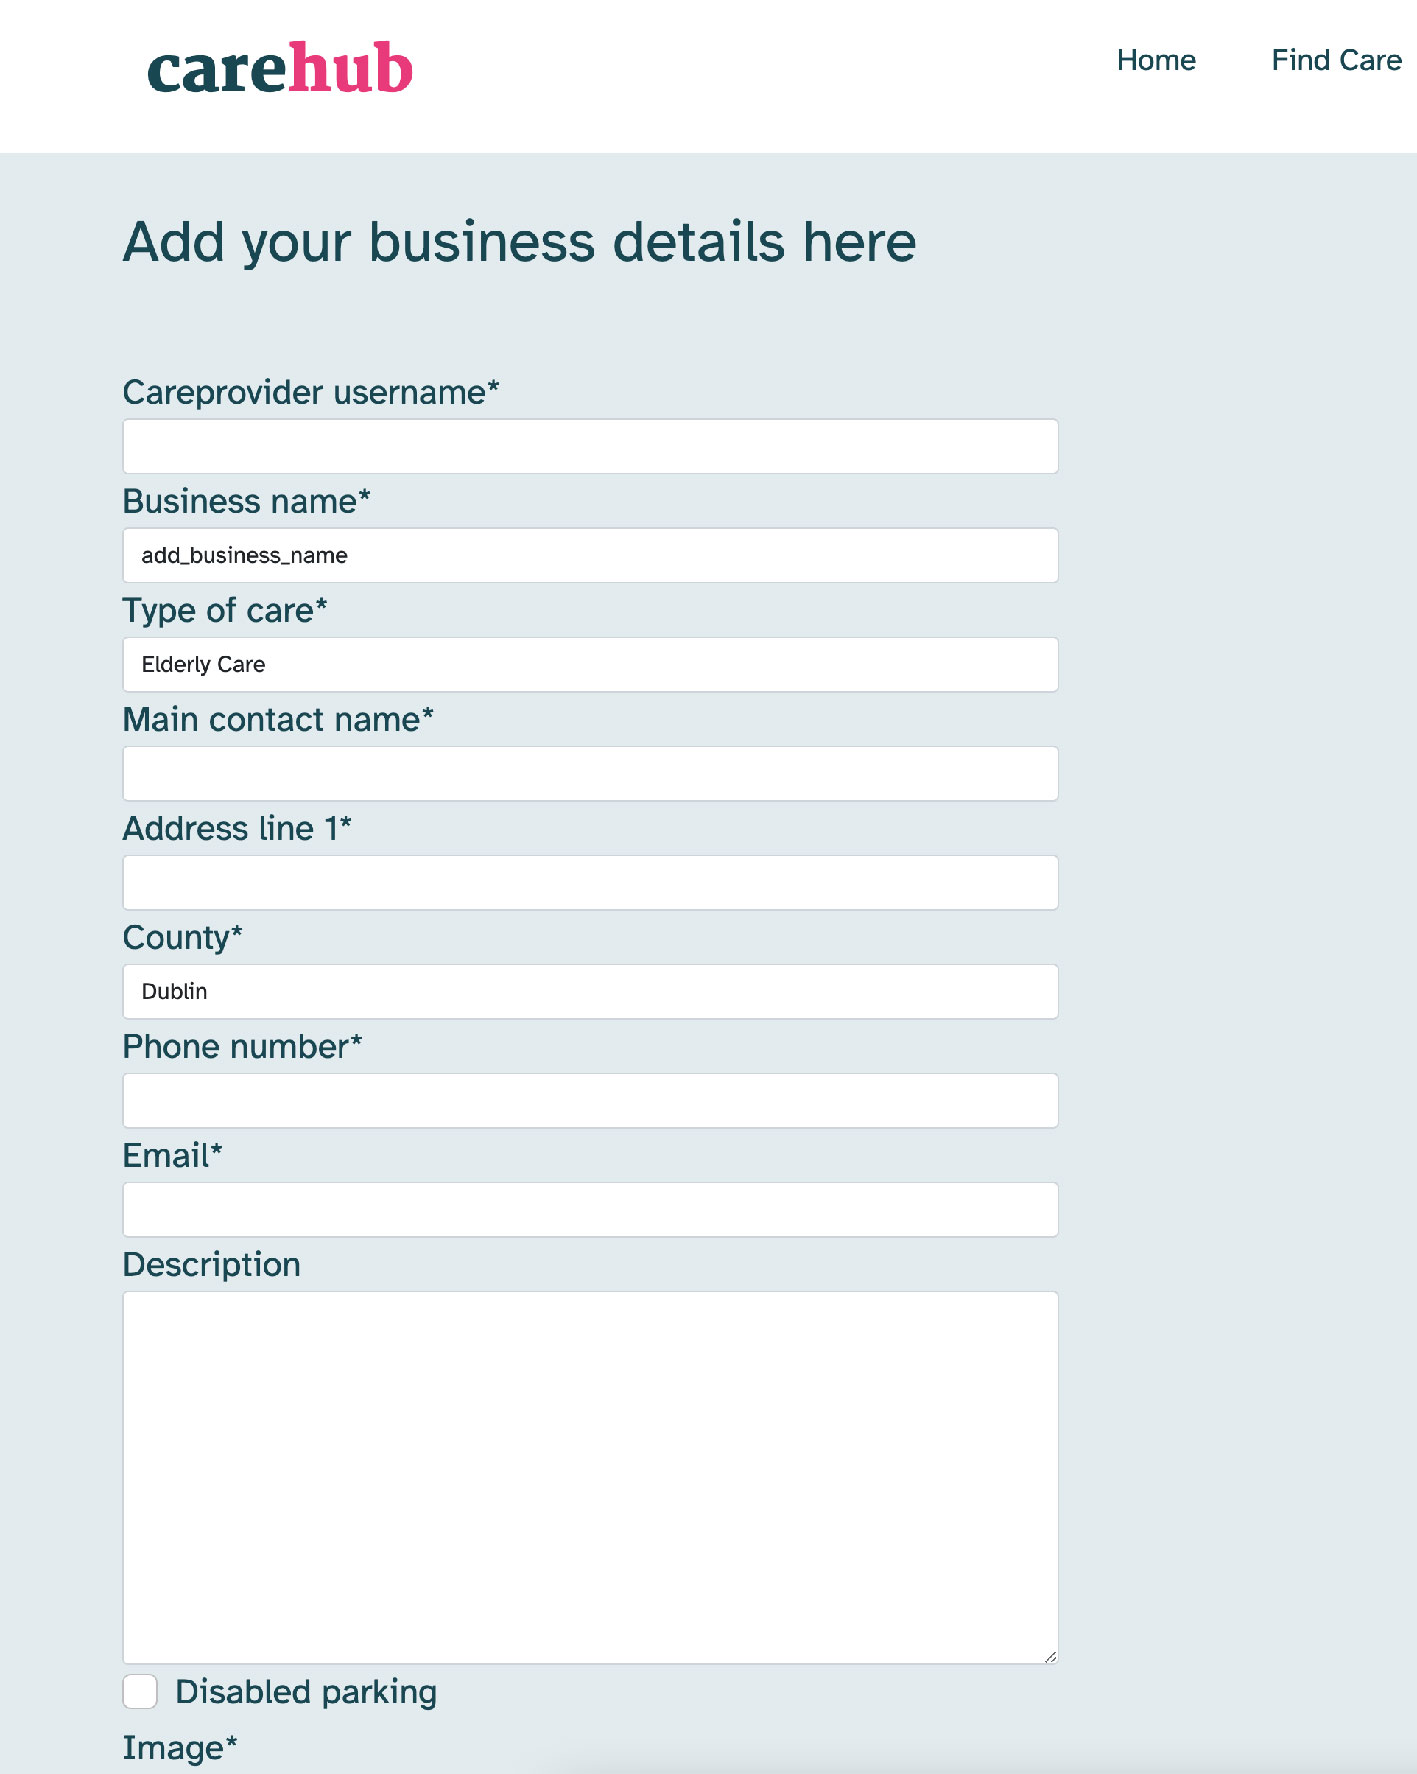 carehub
Home Find Care
Add your business details here
Careprovider username*
Business name*
add_business_name
Type of care*
Elderly Care
Main contact name*
Address line 1*
County*
Dublin
Phone number*
Email*
Description
Disabled parking
Image*